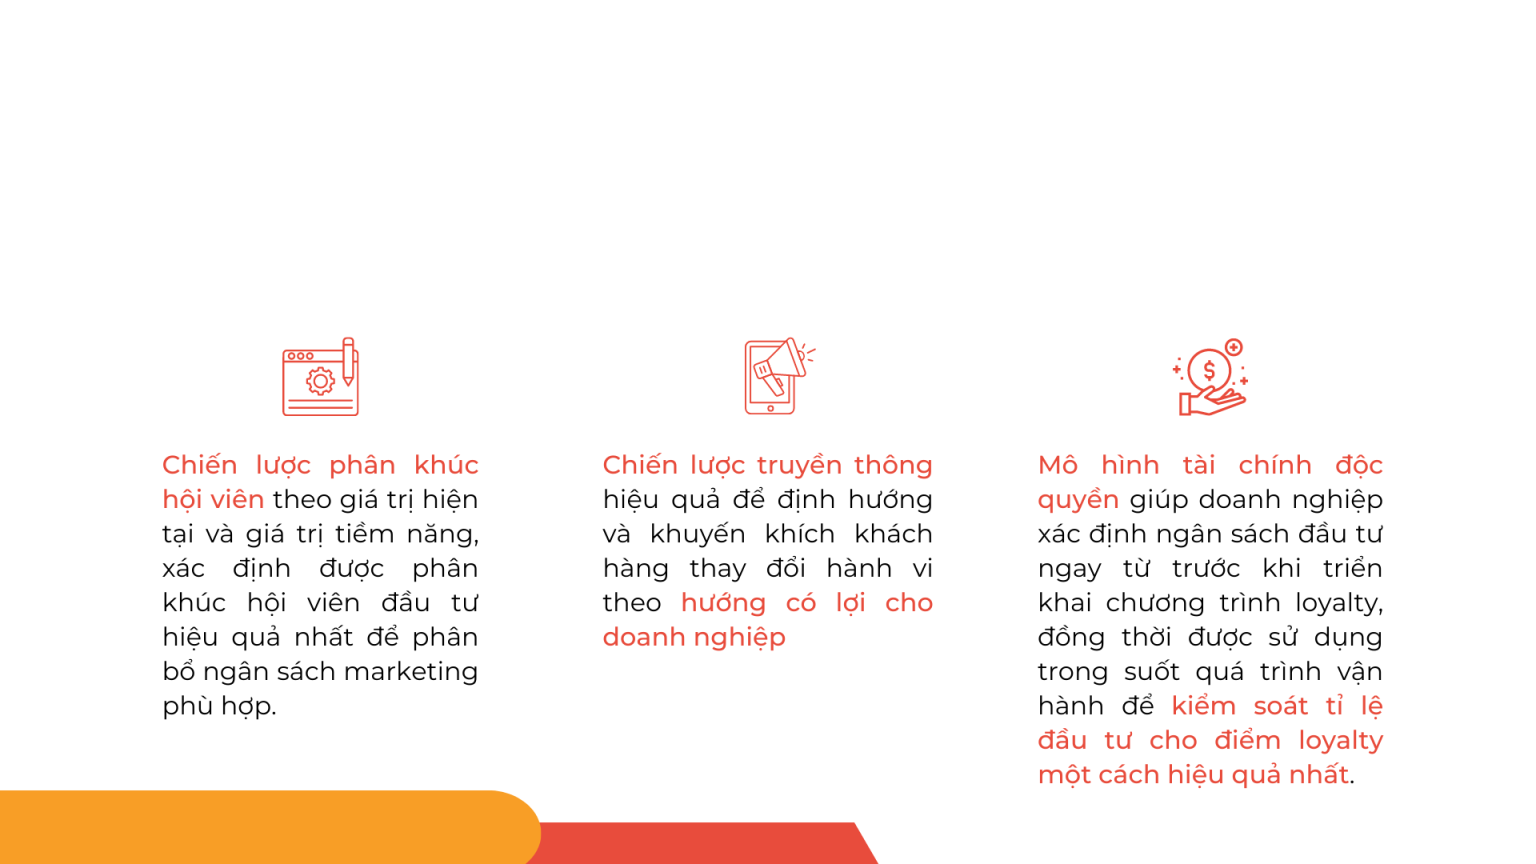 Chiến lược phân khúc
hội viên theo giá trị hiện
tại và giá trị tiềm năng,
xác định được phân
khúc hội viên đầu tư
hiệu quả nhất để phân
bổ ngân sách marketing
phù hợp.
Chiến lược truyền thông
hiệu quả để định hướng
và khuyến khích khách
hàng thay đổi hành vi
theo hướng có lợi cho
doanh nghiệp
Mô hình tài chính độc
quyền giúp doanh nghiệp
xác định ngân sách đầu tư
ngay từ trước khi triển
khai chương trình loyalty,
đồng thời được sử dụng
trong suốt quá trình vận
hành để kiểm soát tỉ lệ
đầu tư cho điểm loyalty
một cách hiệu quả nhất.